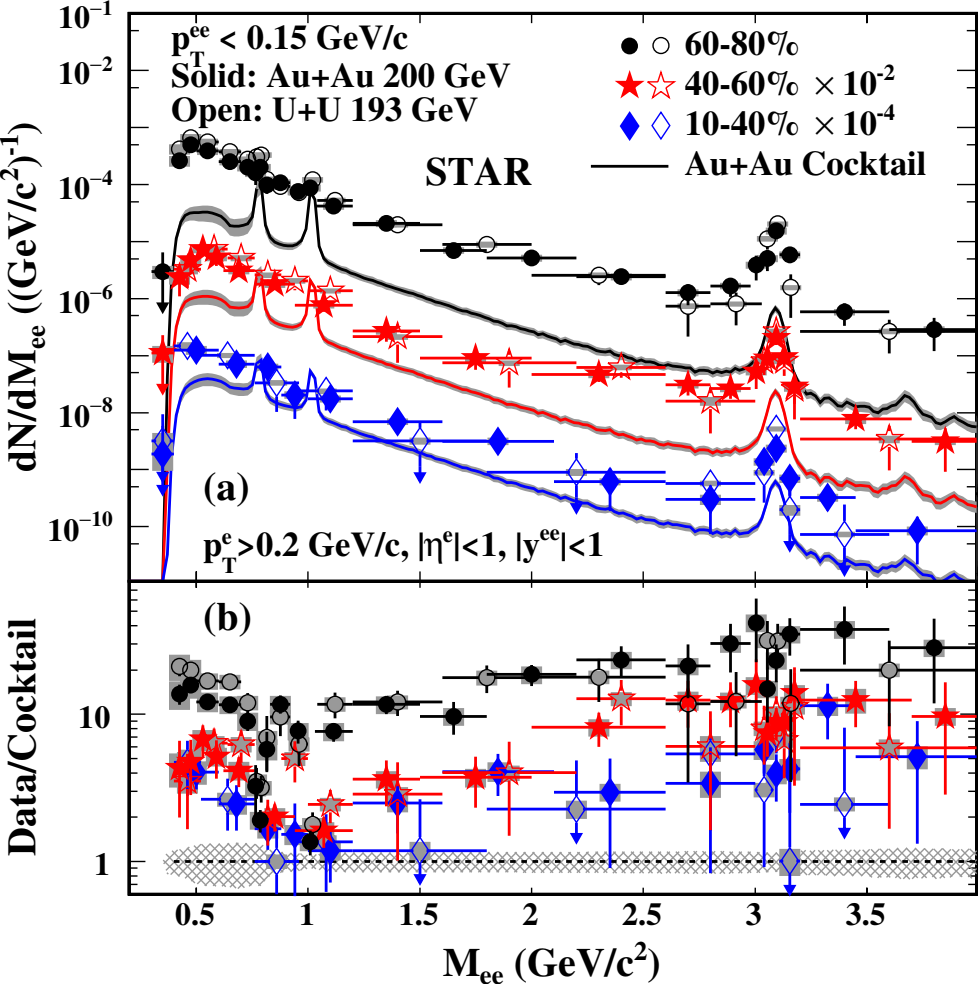 10⁻¹
p_T^ee < 0.15 GeV/c
Solid: Au+Au 200 GeV
Open: U+U 193 GeV
60-80%
40-60% × 10⁻²
10-40% × 10⁻⁴
Au+Au Cocktail
STAR
10⁻²
10⁻⁴
10⁻⁶
10⁻⁸
10⁻¹⁰
dN/dM_ee ((GeV/c²)⁻¹)
(a)
p_T^e>0.2 GeV/c, |η^e|<1, |y^ee|<1
(b)
Data/Cocktail
10
1
0.5 1 1.5 2 2.5 3 3.5
M_ee (GeV/c²)